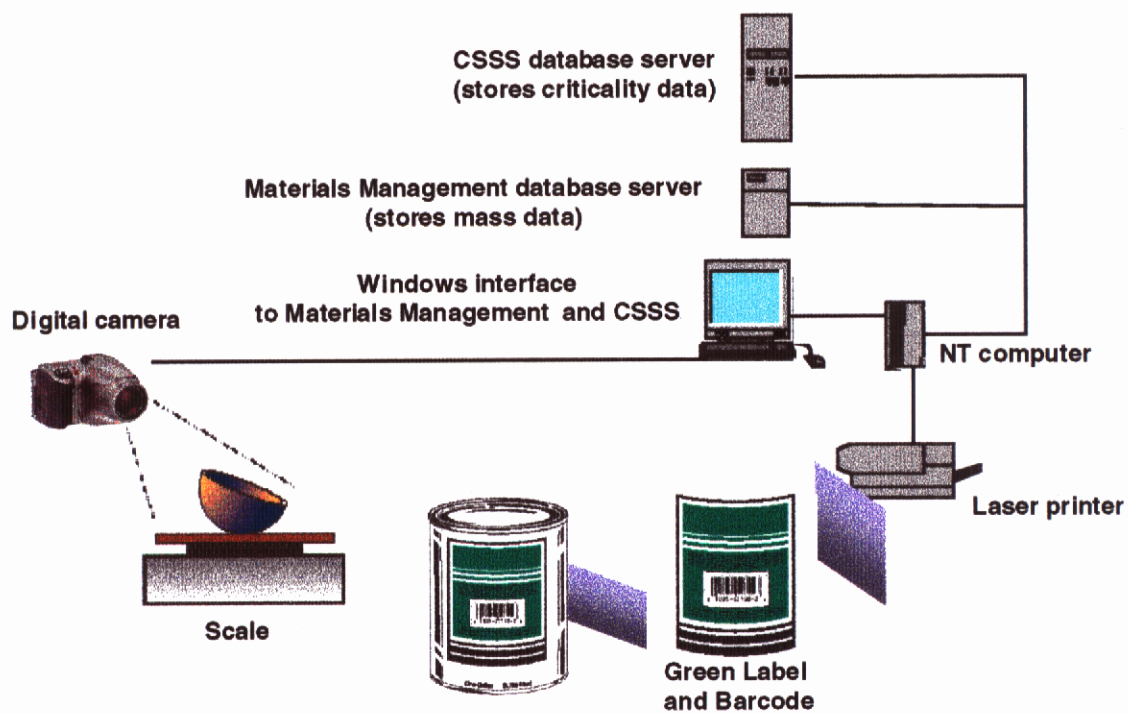 CSSS database server
(stores criticality data)
Materials Management database server
(stores mass data)
Windows interface
to Materials Management and CSSS
Digital camera
NT computer
Laser printer
Scale
Green Label
and Barcode